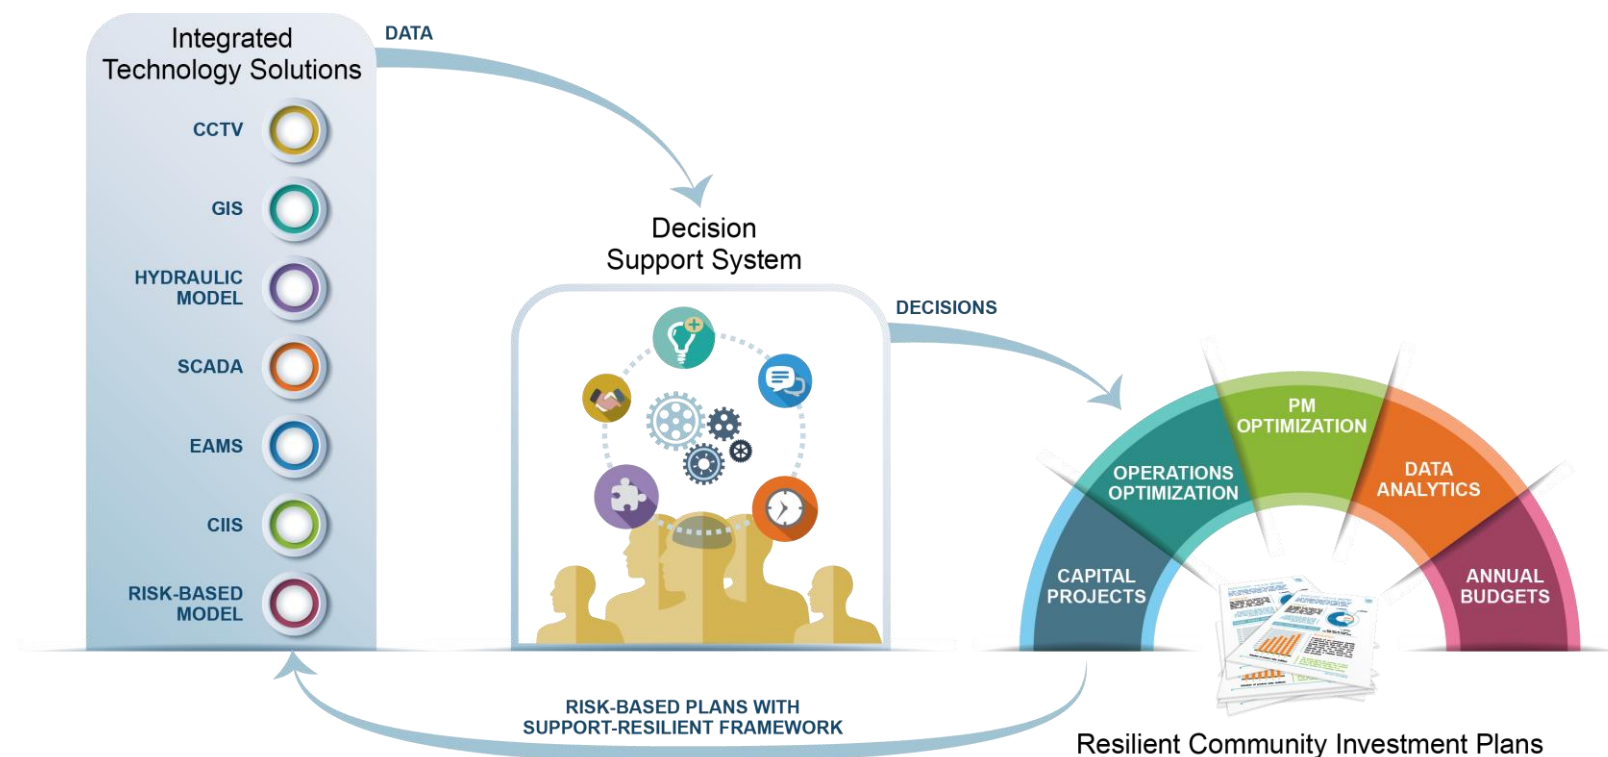 Integrated
Technology Solutions
CCTV
GIS
HYDRAULIC
MODEL
SCADA
EAMS
CIIS
RISK-BASED
MODEL
DATA
Decision
Support System
DECISIONS
CAPITAL
PROJECTS
OPERATIONS
OPTIMIZATION
PM
OPTIMIZATION
DATA
ANALYTICS
ANNUAL
BUDGETS
RISK-BASED PLANS WITH
SUPPORT-RESILIENT FRAMEWORK
Resilient Community Investment Plans